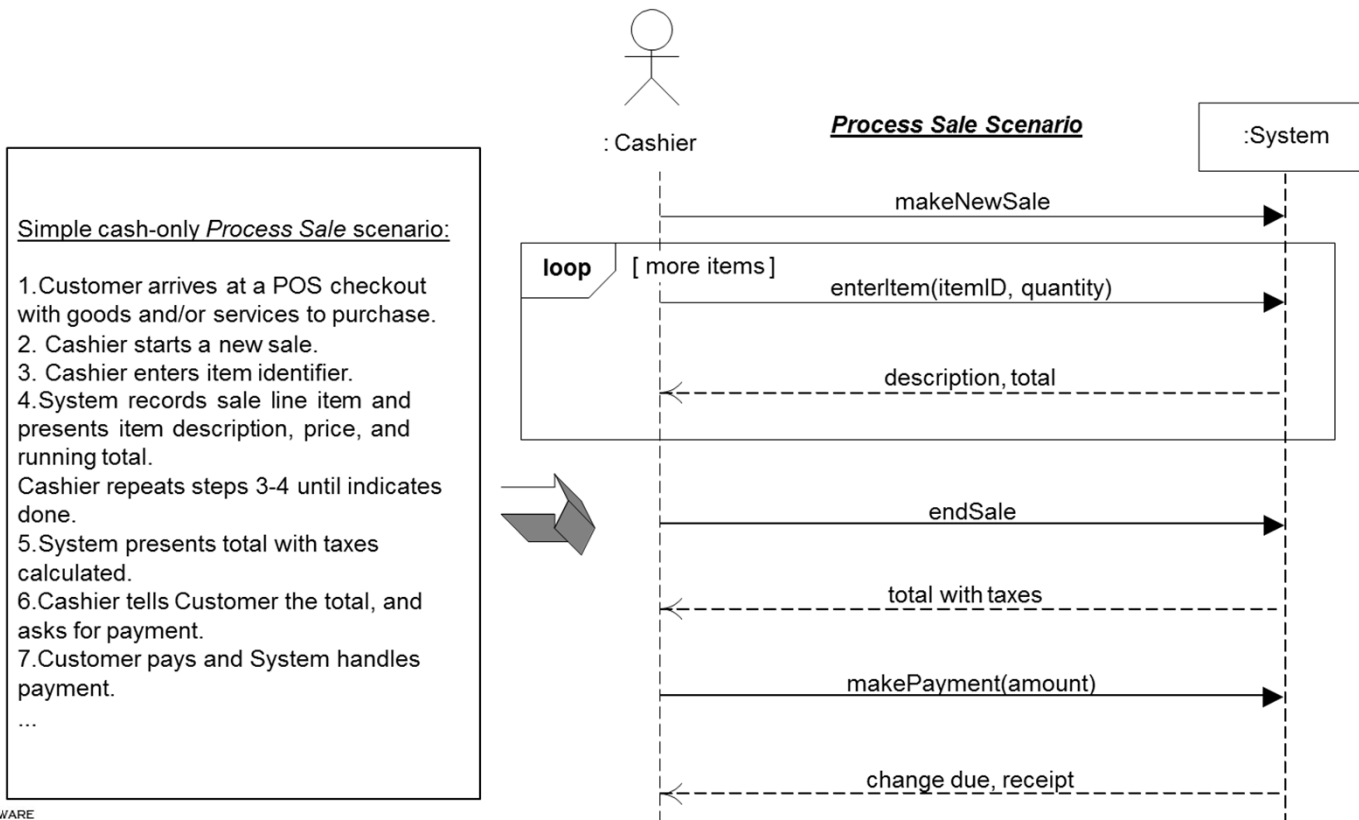 : Cashier
Process Sale Scenario
:System
makeNewSale
loop
[ more items ]
enterItem(itemID, quantity)
description, total
endSale
total with taxes
makePayment(amount)
change due, receipt
Simple cash-only Process Sale scenario:
1.Customer arrives at a POS checkout
with goods and/or services to purchase.
2. Cashier starts a new sale.
3. Cashier enters item identifier.
4.System records sale line item and
presents item description, price, and
running total.
Cashier repeats steps 3-4 until indicates
done.
5.System presents total with taxes
calculated.
6.Cashier tells Customer the total, and
asks for payment.
7.Customer pays and System handles
payment.
...
WARE